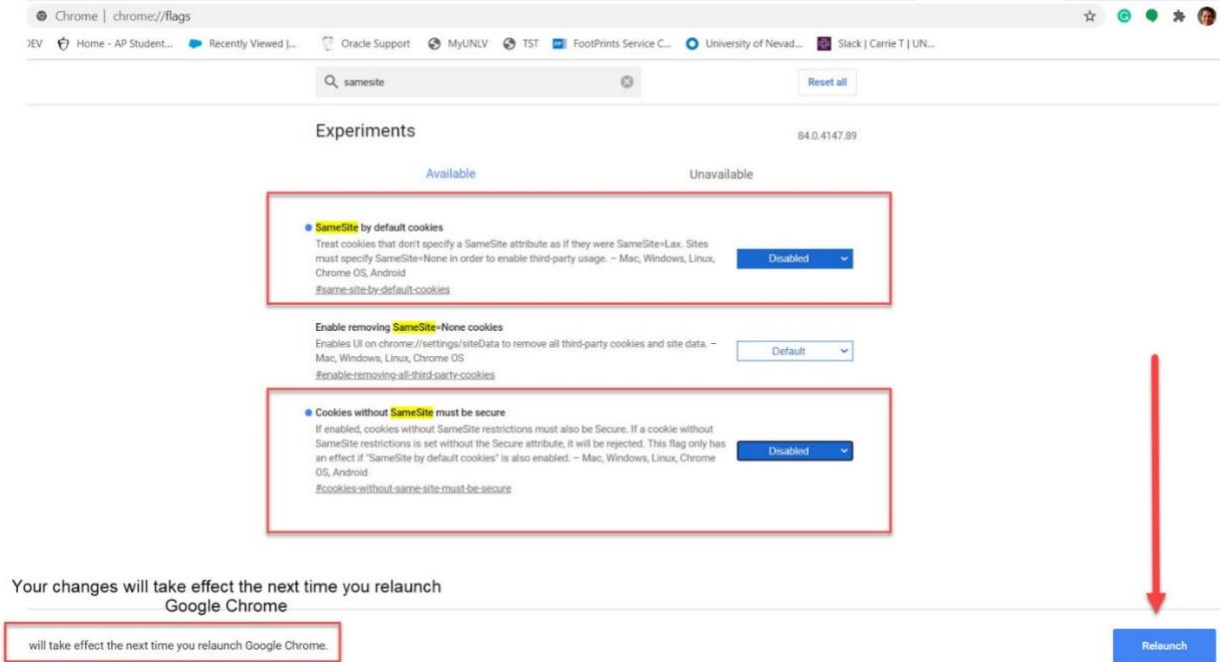 Chrome | chrome://flags
DEV Home - AP Student... Recently Viewed |... Oracle Support MyUNLV TST FootPrints Service C... University of Nevad... Slack | Carrie T | UN...
samesite
Reset all
Experiments
84.0.4147.89
Available
Unavailable
SameSite by default cookies
Treat cookies that don't specify a SameSite attribute as if they were SameSite=Lax. Sites
must specify SameSite=None in order to enable third-party usage. – Mac, Windows, Linux,
Chrome OS, Android
#same-site-by-default-cookies
Disabled
Enable removing SameSite=None cookies
Enables UI on chrome://settings/siteData to remove all third-party cookies and site data. –
Mac, Windows, Linux, Chrome OS
#enable-removing-all-third-party-cookies
Default
Cookies without SameSite must be secure
If enabled, cookies without SameSite restrictions must also be Secure. If a cookie without
SameSite restrictions is set without the Secure attribute, it will be rejected. This flag only has
an effect if "SameSite by default cookies" is also enabled. – Mac, Windows, Linux, Chrome
OS, Android
#cookies-without-same-site-must-be-secure
Disabled
Your changes will take effect the next time you relaunch
Google Chrome
will take effect the next time you relaunch Google Chrome.
Relaunch